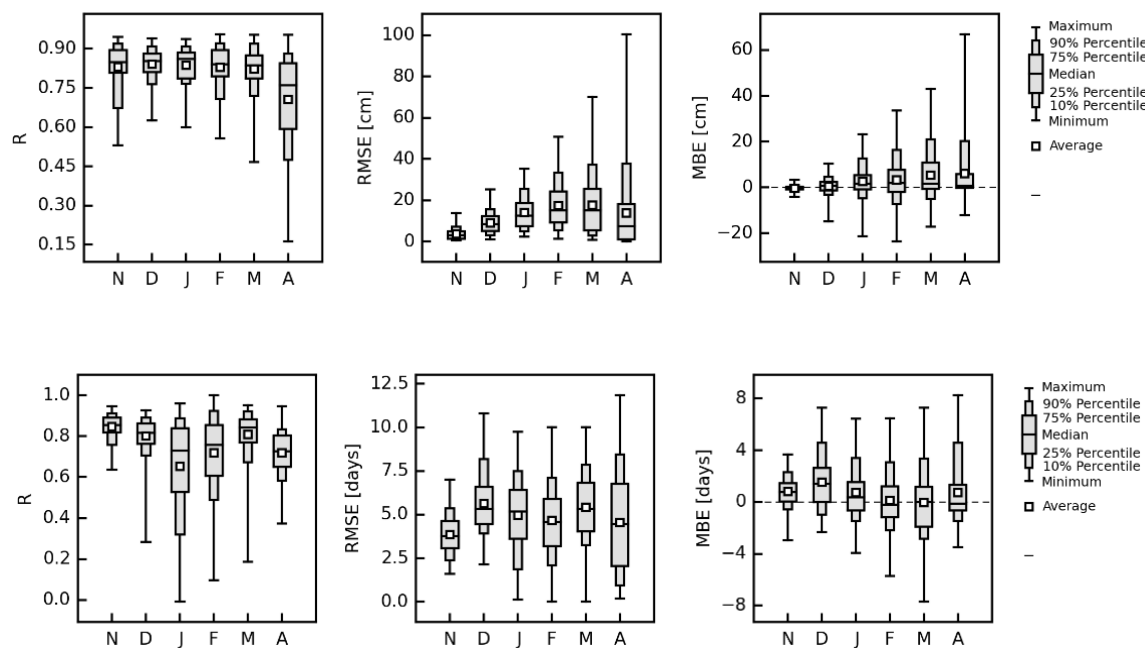 R
0.90
0.75
0.60
0.45
0.30
0.15
N D J F M A
RMSE [cm]
100
80
60
40
20
0
N D J F M A
MBE [cm]
60
40
20
0
−20
N D J F M A
Maximum
90% Percentile
75% Percentile
Median
25% Percentile
10% Percentile
Minimum
Average
R
1.0
0.8
0.6
0.4
0.2
0.0
N D J F M A
RMSE [days]
12.5
10.0
7.5
5.0
2.5
0.0
N D J F M A
MBE [days]
8
4
0
−4
−8
N D J F M A
Maximum
90% Percentile
75% Percentile
Median
25% Percentile
10% Percentile
Minimum
Average